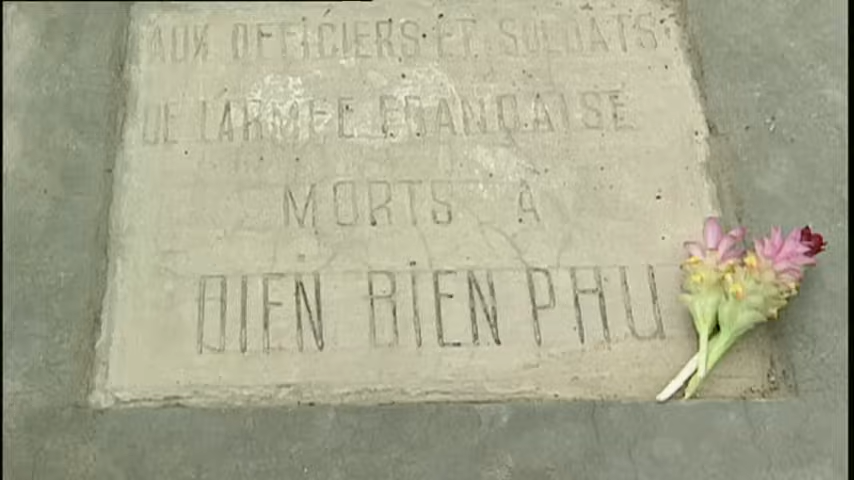 AUX OFFICIERS ET SOLDATS
DE L'ARMEE FRANÇAISE
MORTS A
DIEN BIEN PHU